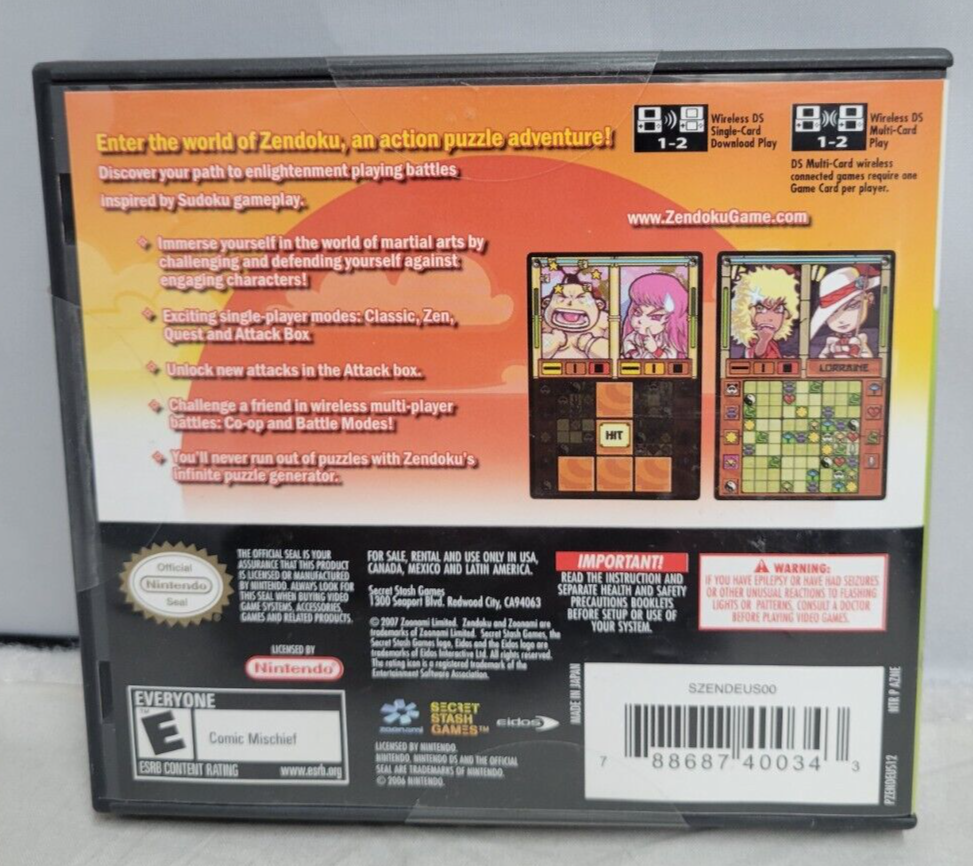 Enter the world of Zendoku, an action puzzle adventure!
Discover your path to enlightenment playing battles
inspired by Sudoku gameplay.
Immerse yourself in the world of martial arts by
challenging and defending yourself against
engaging characters!
Exciting single-player modes: Classic, Zen,
Quest and Attack Box
Unlock new attacks in the Attack box.
Challenge a friend in wireless multi-player
battles: Co-op and Battle Modes!
You'll never run out of puzzles with Zendoku's
infinite puzzle generator.
1-2
Wireless DS
Single-Card
Download Play
1-2
Wireless DS
Multi-Card
Play
DS Multi-Card wireless
connected games require one
Game Card per player.
www.ZendokuGame.com
HIT
LORRAINE
Official
Nintendo
Seal
THE OFFICIAL SEAL IS YOUR
ASSURANCE THAT THIS PRODUCT
IS LICENSED OR MANUFACTURED
BY NINTENDO. ALWAYS LOOK FOR
THIS SEAL WHEN BUYING VIDEO
GAME SYSTEMS, ACCESSORIES,
GAMES AND RELATED PRODUCTS.
LICENSED BY
Nintendo
EVERYONE
E
Comic Mischief
ESRB CONTENT RATING
www.esrb.org
FOR SALE, RENTAL AND USE ONLY IN USA,
CANADA, MEXICO AND LATIN AMERICA.
Secret Stash Games
1300 Seaport Blvd. Redwood City, CA94063
© 2007 Zoonami Limited. Zendoku and Zoonami are
trademarks of Zoonami Limited. Secret Stash Games, the
Secret Stash Games logo, Eidos and the Eidos logo are
trademarks of Eidos Interactive Ltd. All rights reserved.
The rating icon is a registered trademark of the
Entertainment Software Association.
zoonami
SECRET
STASH
GAMES™
eidos
LICENSED BY NINTENDO.
NINTENDO, NINTENDO DS AND THE OFFICIAL
SEAL ARE TRADEMARKS OF NINTENDO.
© 2006 NINTENDO.
IMPORTANT!
READ THE INSTRUCTION AND
SEPARATE HEALTH AND SAFETY
PRECAUTIONS BOOKLETS
BEFORE SETUP OR USE OF
YOUR SYSTEM.
WARNING:
IF YOU HAVE EPILEPSY OR HAVE HAD SEIZURES
OR OTHER UNUSUAL REACTIONS TO FLASHING
LIGHTS OR PATTERNS, CONSULT A DOCTOR
BEFORE PLAYING VIDEO GAMES.
MADE IN JAPAN
SZENDEUS00
7 88687 40034 3
NTR P AZNE
PZENDEUS12